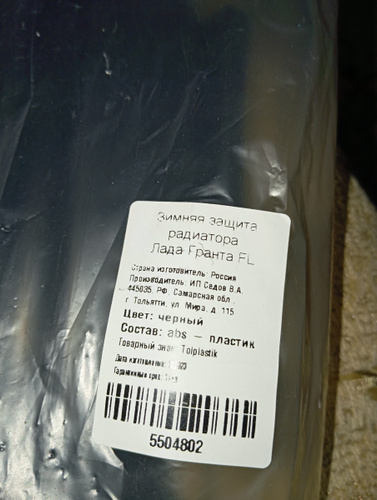 Зимняя защита
радиатора
Лада Гранта FL
Страна изготовитель: Россия
Производитель: ИП Седов В.А.
445035, РФ, Самарская обл.,
г. Тольятти, ул. Мира, д. 115
Цвет: черный
Состав: abs – пластик
Товарный знак: Tolplastik
Дата изготовления:
Гарантийный срок:
5504802